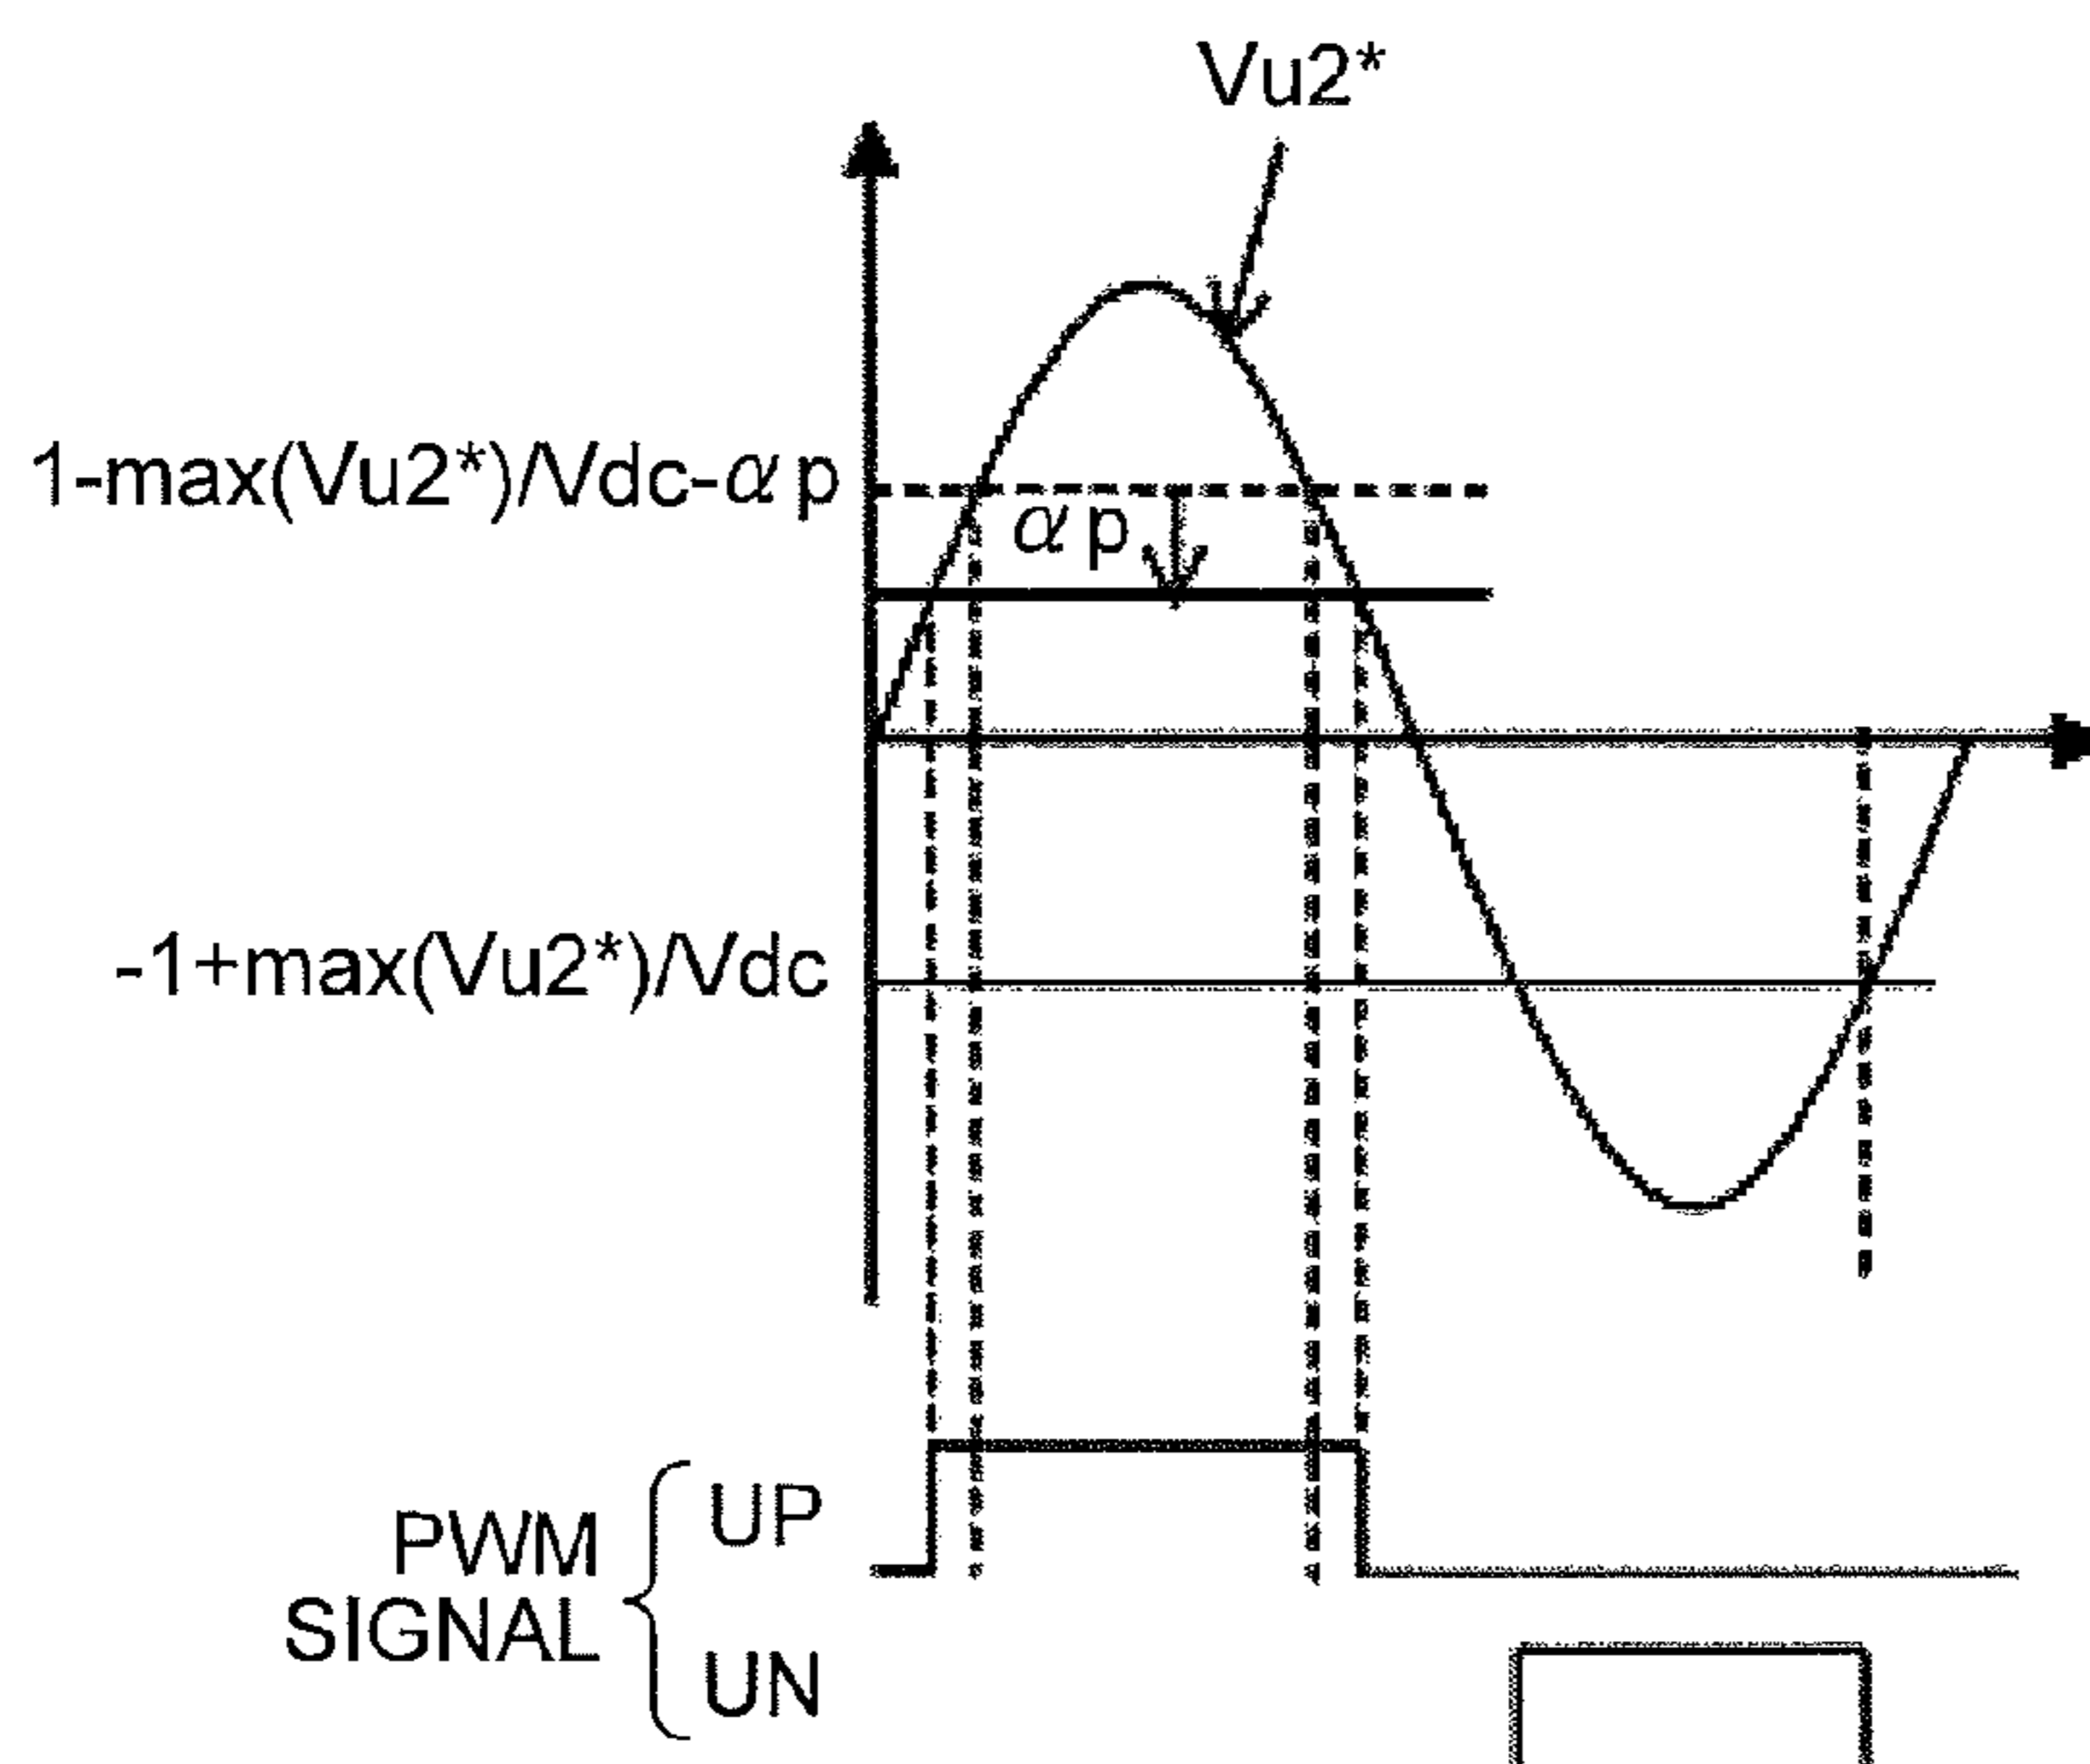 Vu2*
1-max(Vu2*)/Vdc-αp
αp
-1+max(Vu2*)/Vdc
PWM
SIGNAL
UP
UN